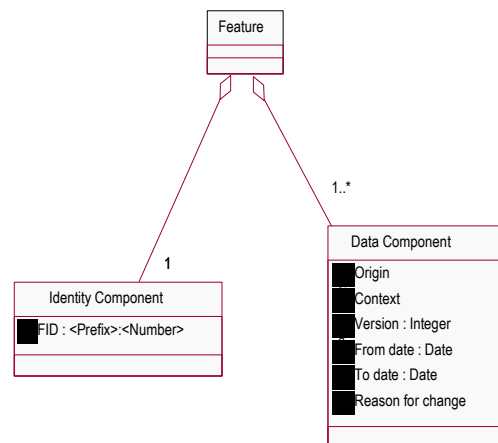 Feature
1..*
1
Data Component
Origin
Context
Version : Integer
From date : Date
To date : Date
Reason for change
Identity Component
FID : <Prefix>:<Number>